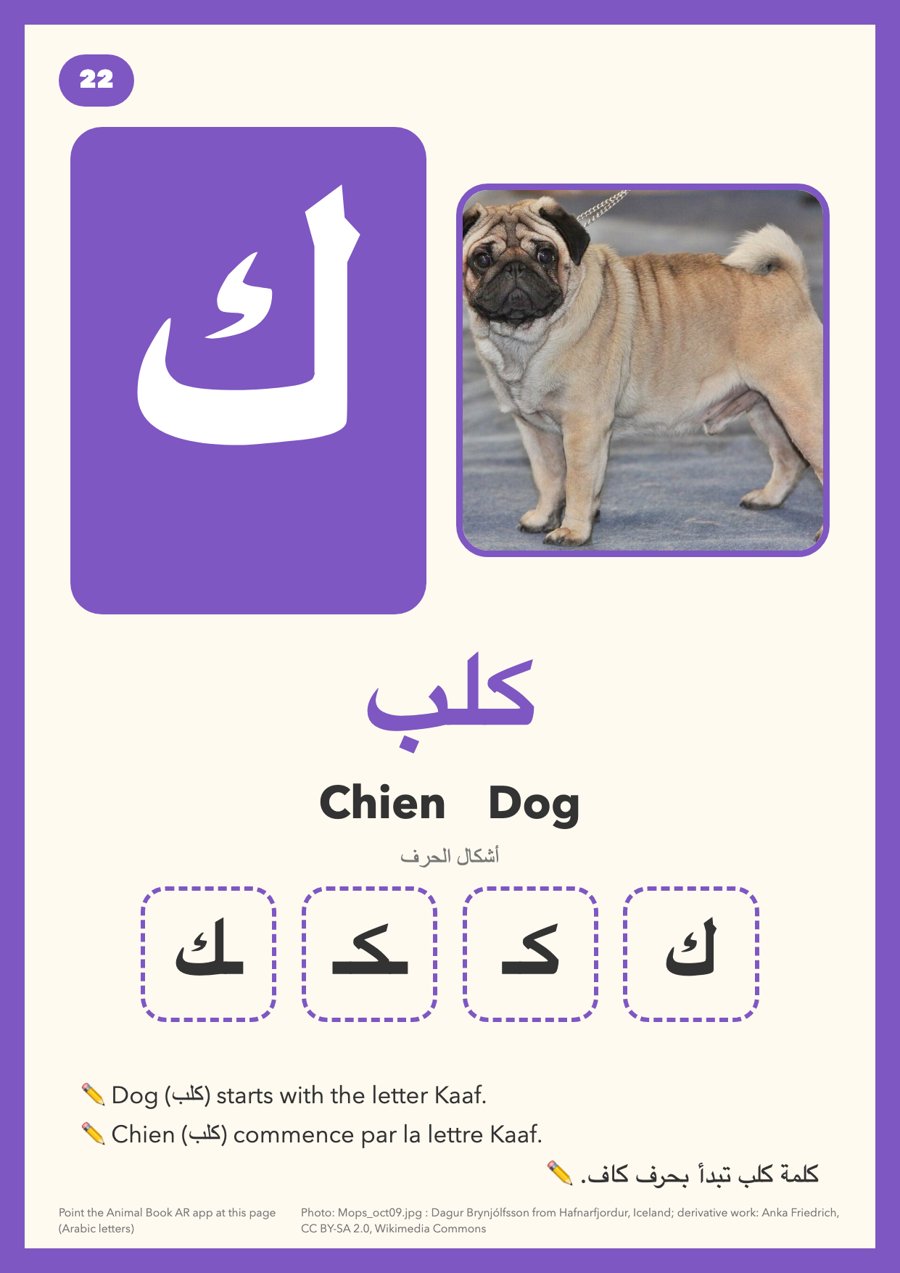 22
ك
كلب
Chien Dog
أشكال الحرف
ك كـ ـكـ ـك
✏️ Dog (كلب) starts with the letter Kaaf.
✏️ Chien (كلب) commence par la lettre Kaaf.
✏️ كلمة كلب تبدأ بحرف كاف.
Point the Animal Book AR app at this page
(Arabic letters)
Photo: Mops_oct09.jpg : Dagur Brynjólfsson from Hafnarfjordur, Iceland; derivative work: Anka Friedrich,
CC BY-SA 2.0, Wikimedia Commons